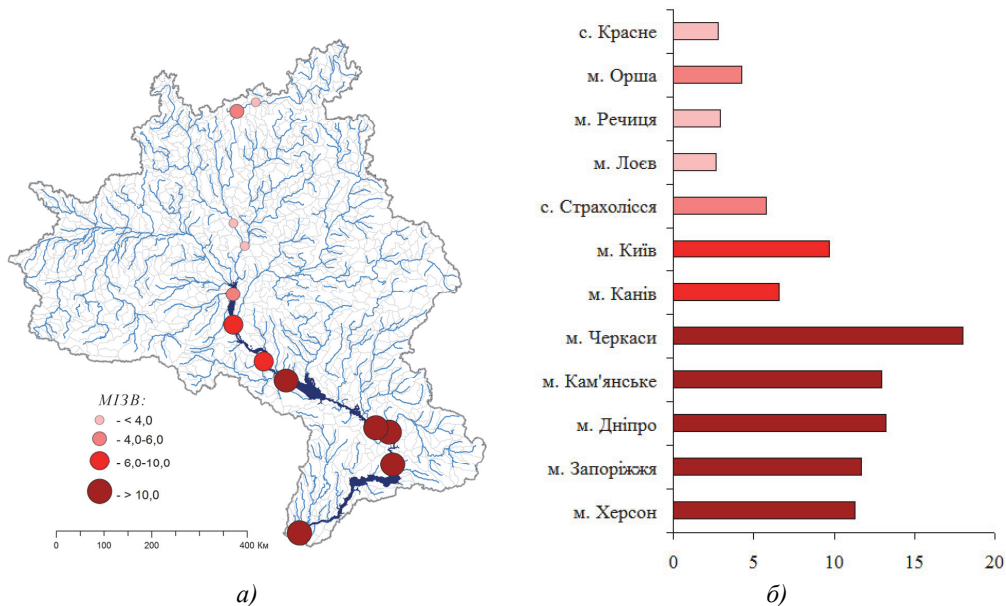 МІЗВ:
- < 4,0
- 4,0-6,0
- 6,0-10,0
- > 10,0
0 100 200 400 Км
а)
с. Красне
м. Орша
м. Речиця
м. Лоєв
с. Страхолісся
м. Київ
м. Канів
м. Черкаси
м. Кам'янське
м. Дніпро
м. Запоріжжя
м. Херсон
0 5 10 15 20
б)